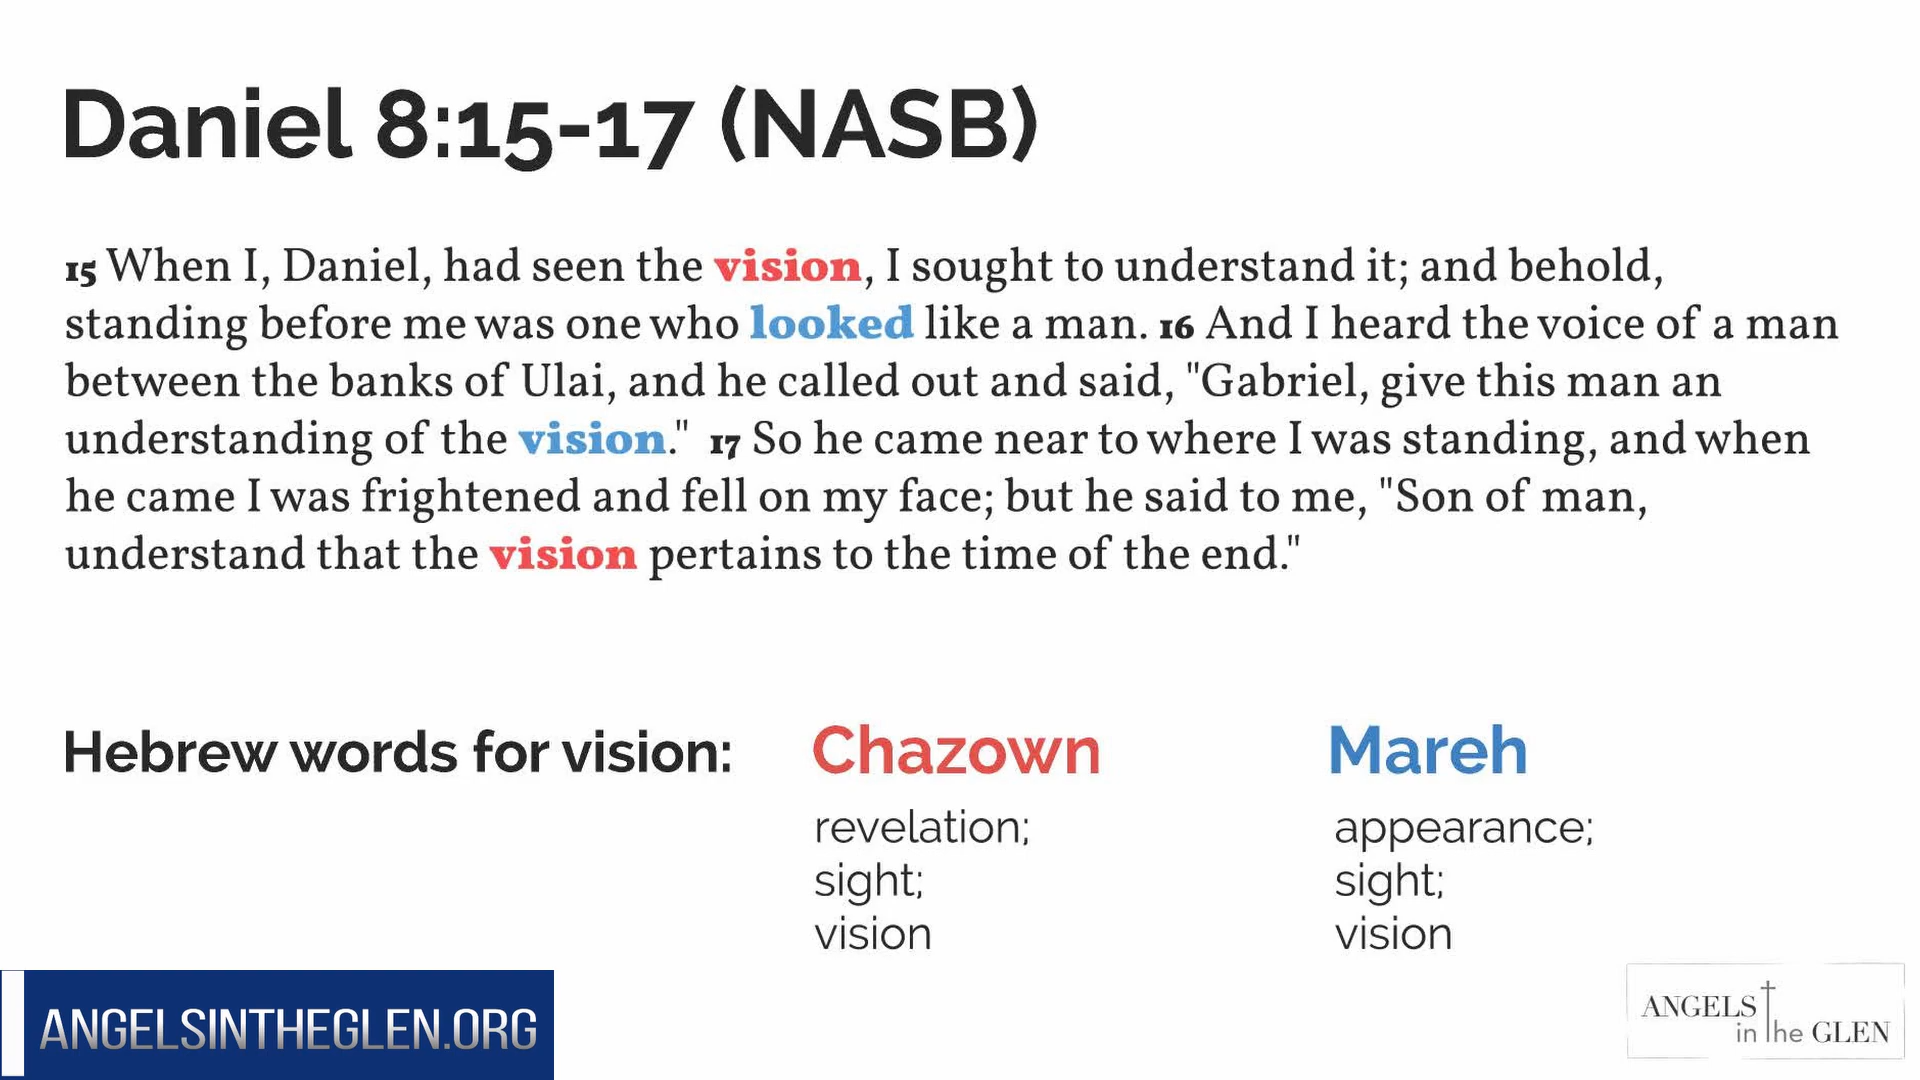 Daniel 8:15-17 (NASB)
15 When I, Daniel, had seen the vision, I sought to understand it; and behold,
standing before me was one who looked like a man. 16 And I heard the voice of a man
between the banks of Ulai, and he called out and said, "Gabriel, give this man an
understanding of the vision." 17 So he came near to where I was standing, and when
he came I was frightened and fell on my face; but he said to me, "Son of man,
understand that the vision pertains to the time of the end."
Hebrew words for vision: Chazown Mareh
revelation; appearance;
sight; sight;
vision vision
ANGELSINTHEGLEN.ORG
ANGELS
in the GLEN